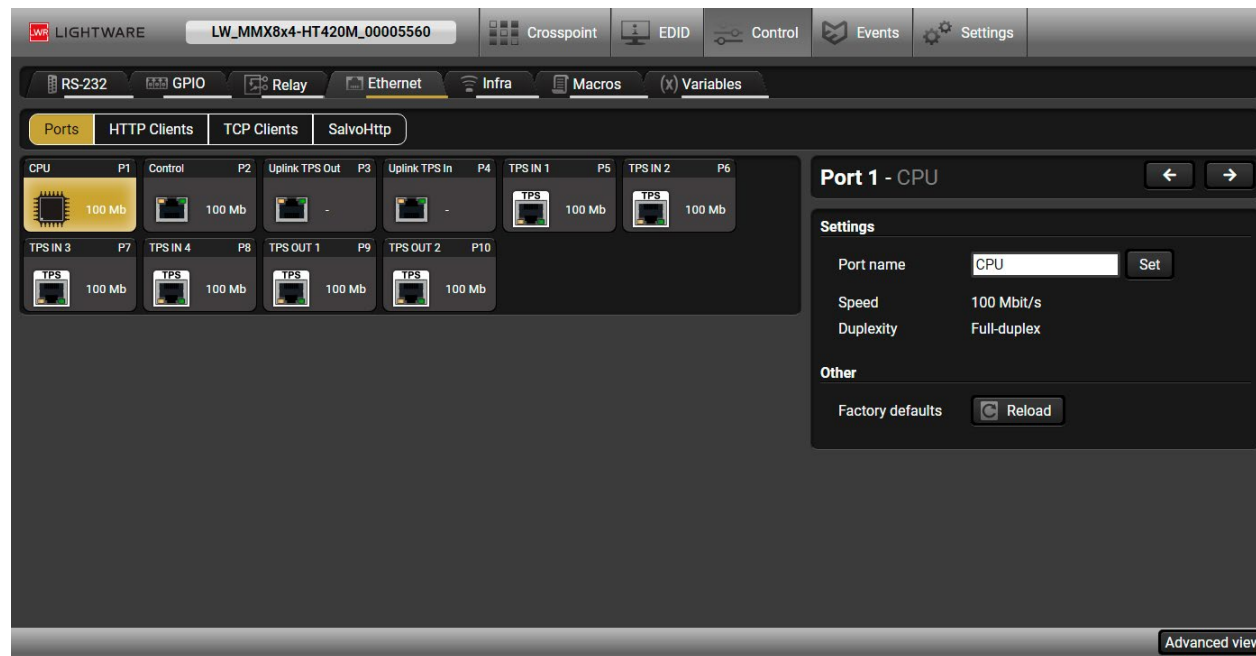 LWR LIGHTWARE LW_MMX8x4-HT420M_00005560 Crosspoint EDID Control Events Settings
RS-232 GPIO Relay Ethernet Infra Macros (x) Variables
Ports HTTP Clients TCP Clients SalvoHttp
CPU P1 Control P2 Uplink TPS Out P3 Uplink TPS In P4 TPS IN 1 P5 TPS IN 2 P6
100 Mb 100 Mb - - TPS 100 Mb TPS 100 Mb
TPS IN 3 P7 TPS IN 4 P8 TPS OUT 1 P9 TPS OUT 2 P10
TPS 100 Mb TPS 100 Mb TPS 100 Mb TPS 100 Mb
Port 1 - CPU
Settings
Port name CPU Set
Speed 100 Mbit/s
Duplexity Full-duplex
Other
Factory defaults Reload
Advanced view